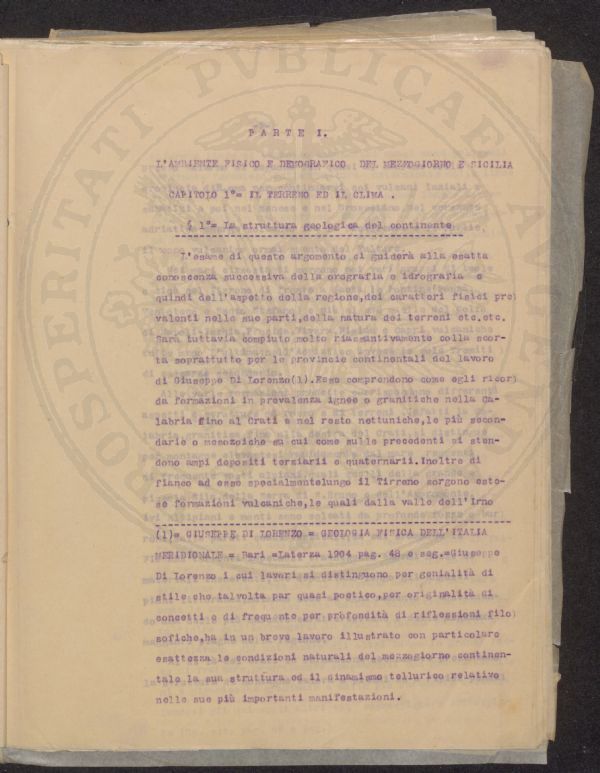 PROSPERITATI PVBLICAE AVGENDAE
PARTE I.
L'AMBIENTE FISICO E DEMOGRAFICO DEL MEZZOGIORNO E SICILIA
CAPITOLO 1°= IL TERRENO ED IL CLIMA .
§ 1°= La struttura geologica del continente
L'esame di questo argomento ci guiderà alla esatta
conoscenza successiva della orografia e idrografia e
quindi dell'aspetto della regione,dei caratteri fisici pre)
valenti nelle sue parti,della natura dei terreni etc.etc.
Sarà tuttavia compiuto molto riassuntivamente colla scor-
ta soprattutto per le provincie continentali del lavoro
di Giuseppe Di Lorenzo(1).Esse comprendono come egli ricor)
da formazioni in prevalenza ignee o granitiche nella Ca-
labria fino al Crati e nel resto nettuniche,le più secon-
darie o mesozoiche su cui come sulle precedenti si sten-
dono ampi depositi terziarii e quaternarii.Inoltre di
fianco ad esse specialmentelungo il Tirreno sorgono este-
se formazioni vulcaniche,le quali dalla valle dell'Irno
(1)= GIUSEPPE DI LORENZO = GEOLOGIA FISICA DELL'ITALIA
MERIDIONALE = Bari =Laterza 1904 pag. 48 e seg.=Giuseppe
Di Lorenzo i cui lavari si distinguono per genialità di
stile che talvolta par quasi poetico,per originalità di
concetti e di frequente per profondità di riflessioni filo)
sofiche,ha in un breve lavoro illustrato con particolare
esattezza le condizioni naturali del mezzogiorno continen-
tale la sua struttura ed il dinamismo tellurico relativo
nelle sue più importanti manifestazioni.